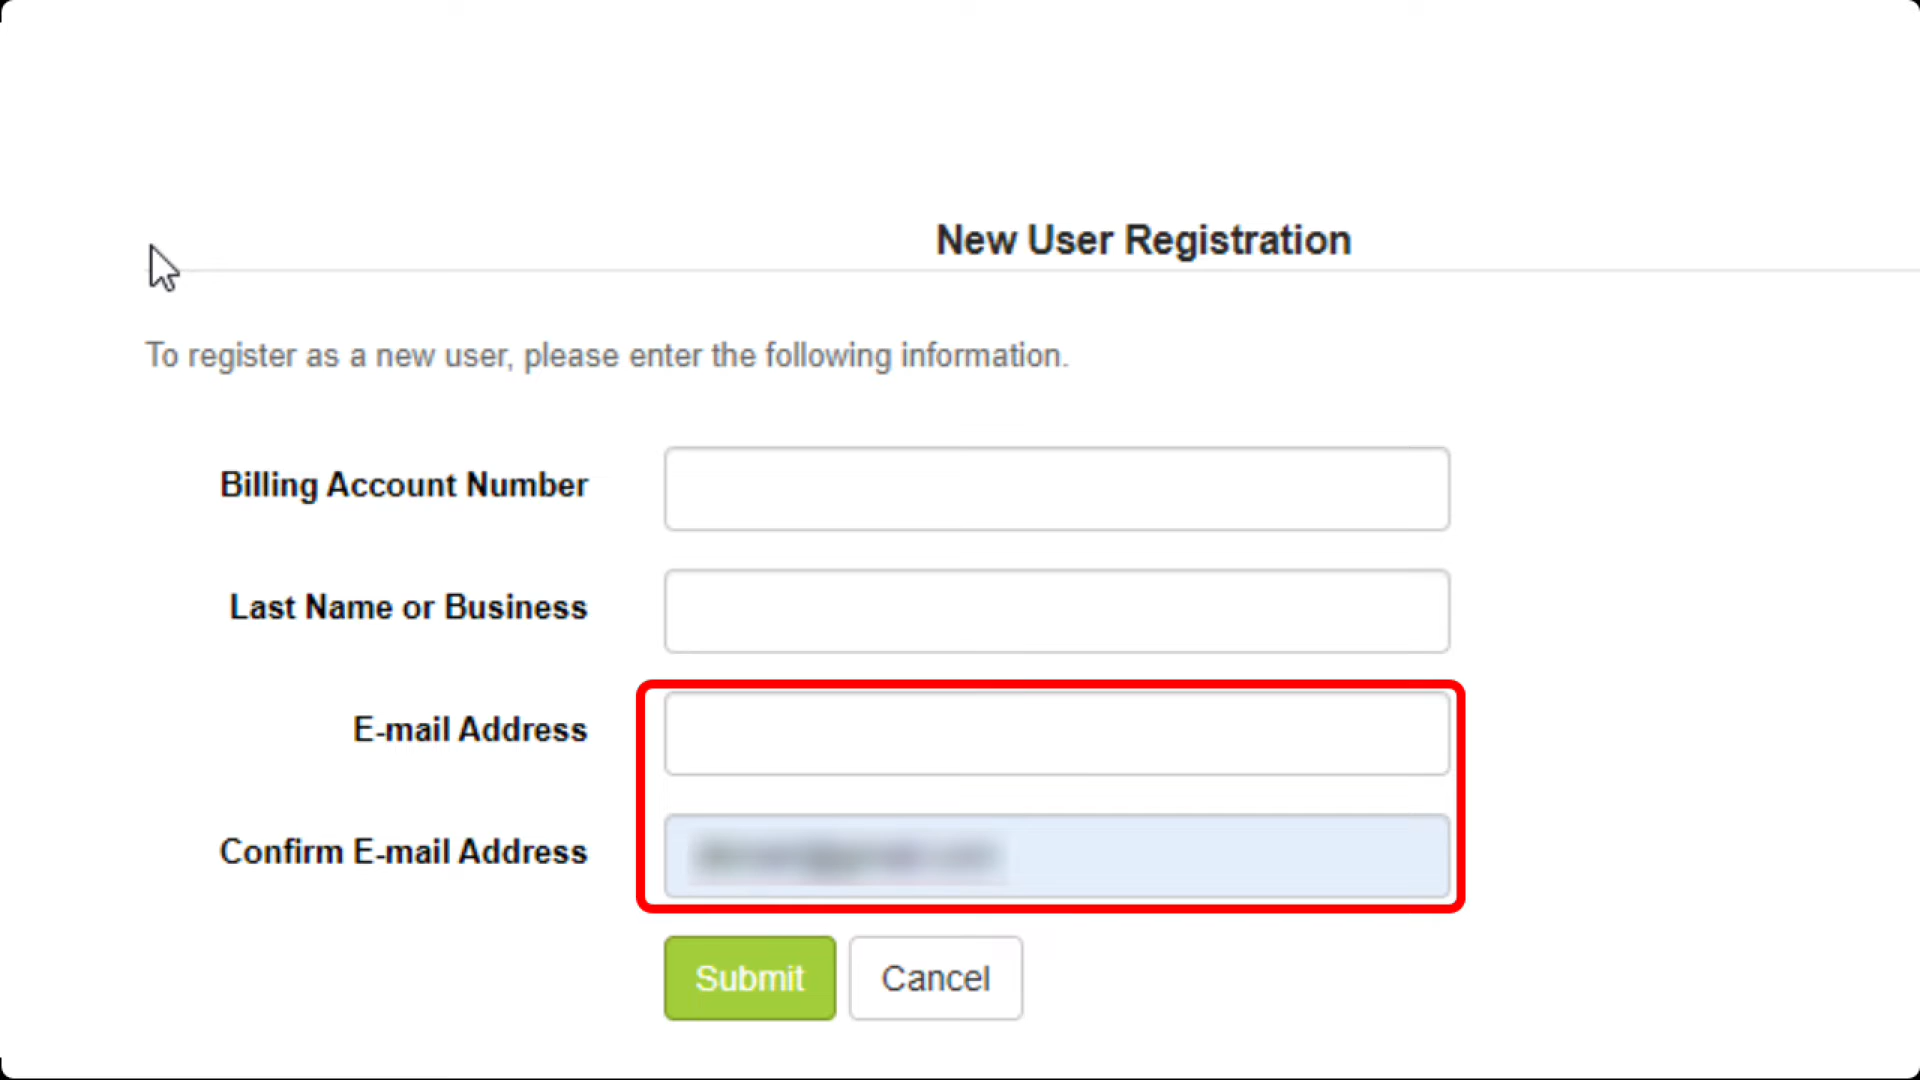 New User Registration
To register as a new user, please enter the following information.
Billing Account Number
Last Name or Business
E-mail Address
Confirm E-mail Address
Submit Cancel